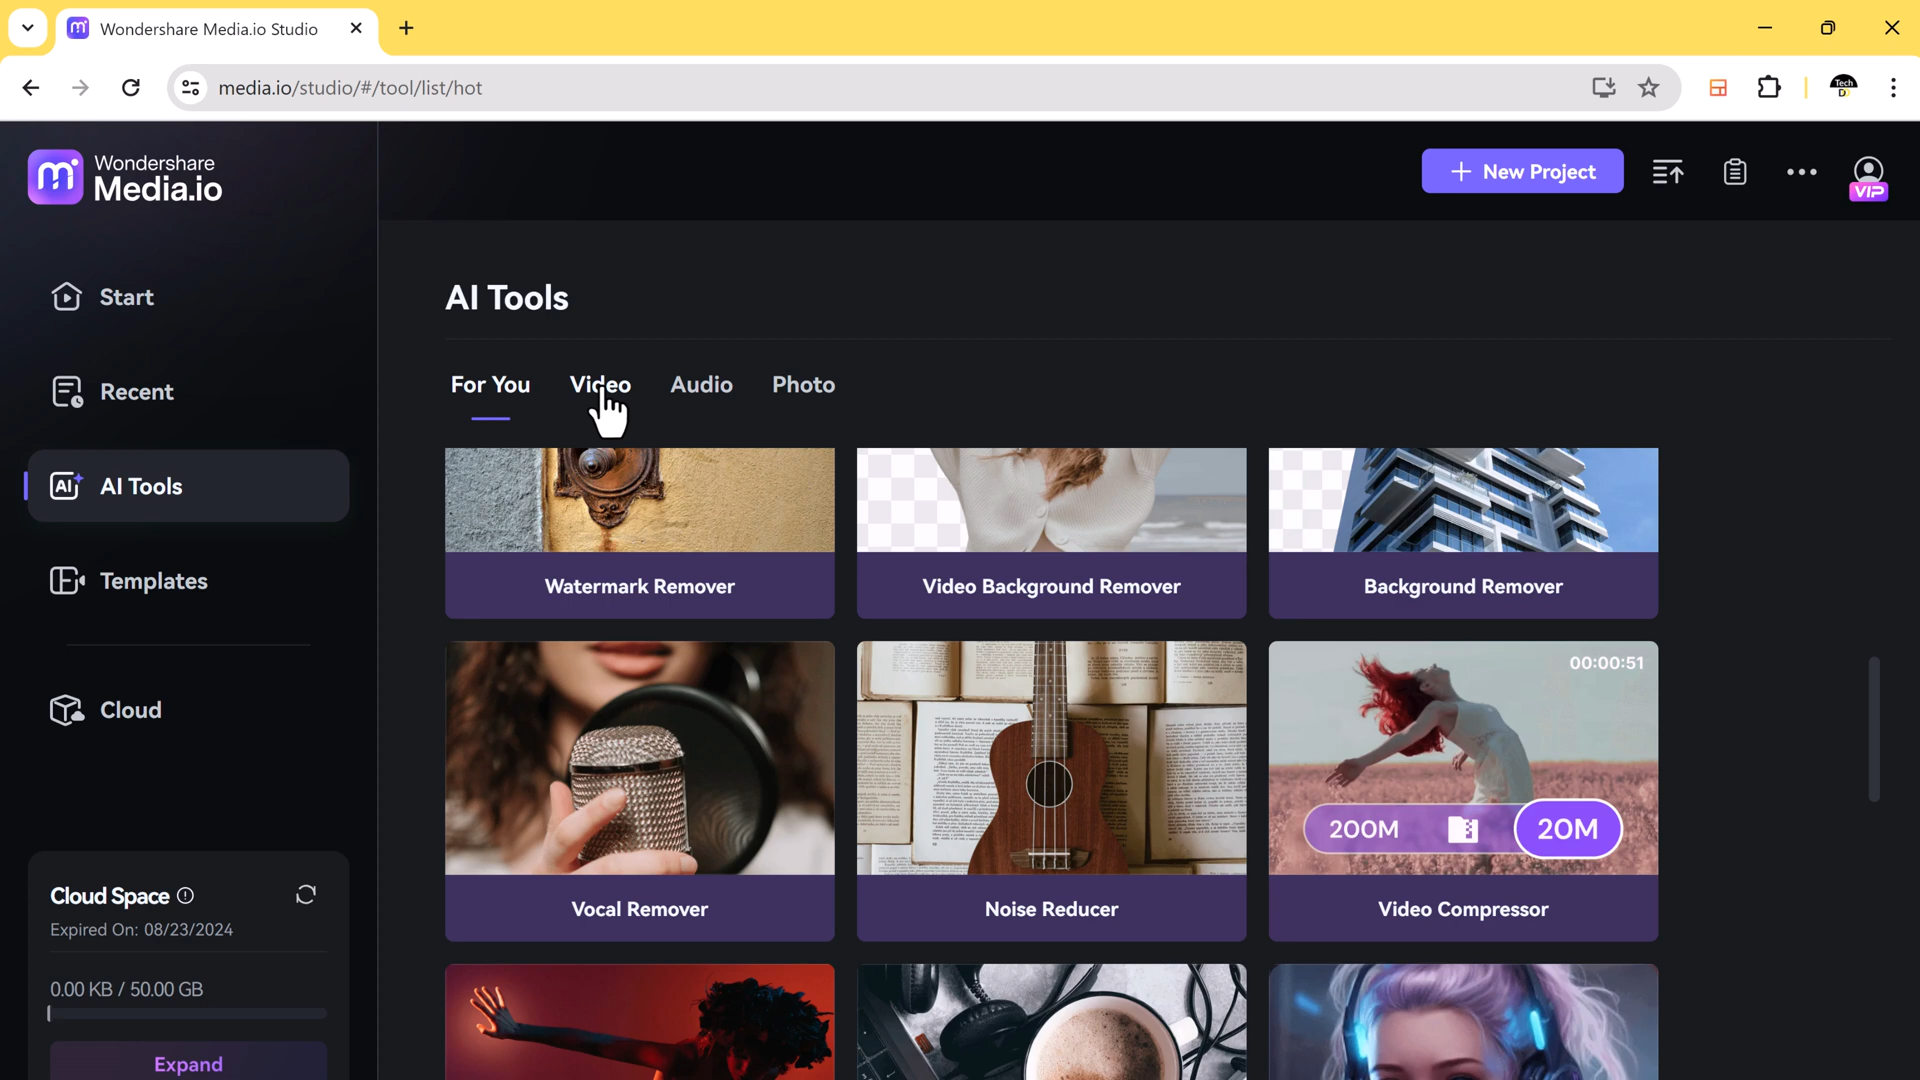 Wondershare Media.io Studio
media.io/studio/#/tool/list/hot
Tech
D
Wondershare
Media.io
New Project
VIP
Start
Recent
AI Tools
Templates
Cloud
Cloud Space
Expired On: 08/23/2024
0.00 KB / 50.00 GB
Expand
AI Tools
For You
Video
Audio
Photo
Watermark Remover
Video Background Remover
Background Remover
00:00:51
200M
20M
Vocal Remover
Noise Reducer
Video Compressor